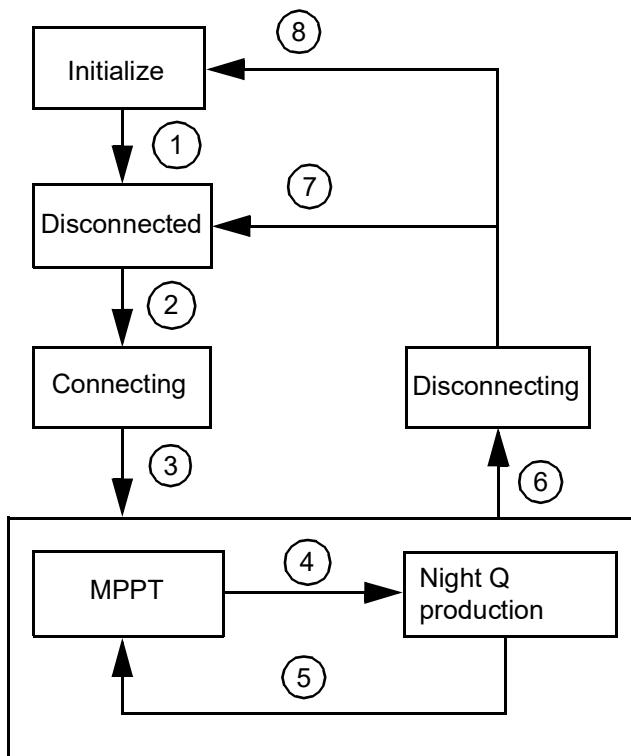 8
Initialize
1
7
Disconnected
2
Connecting
Disconnecting
3
6
4
MPPT
Night Q
production
5